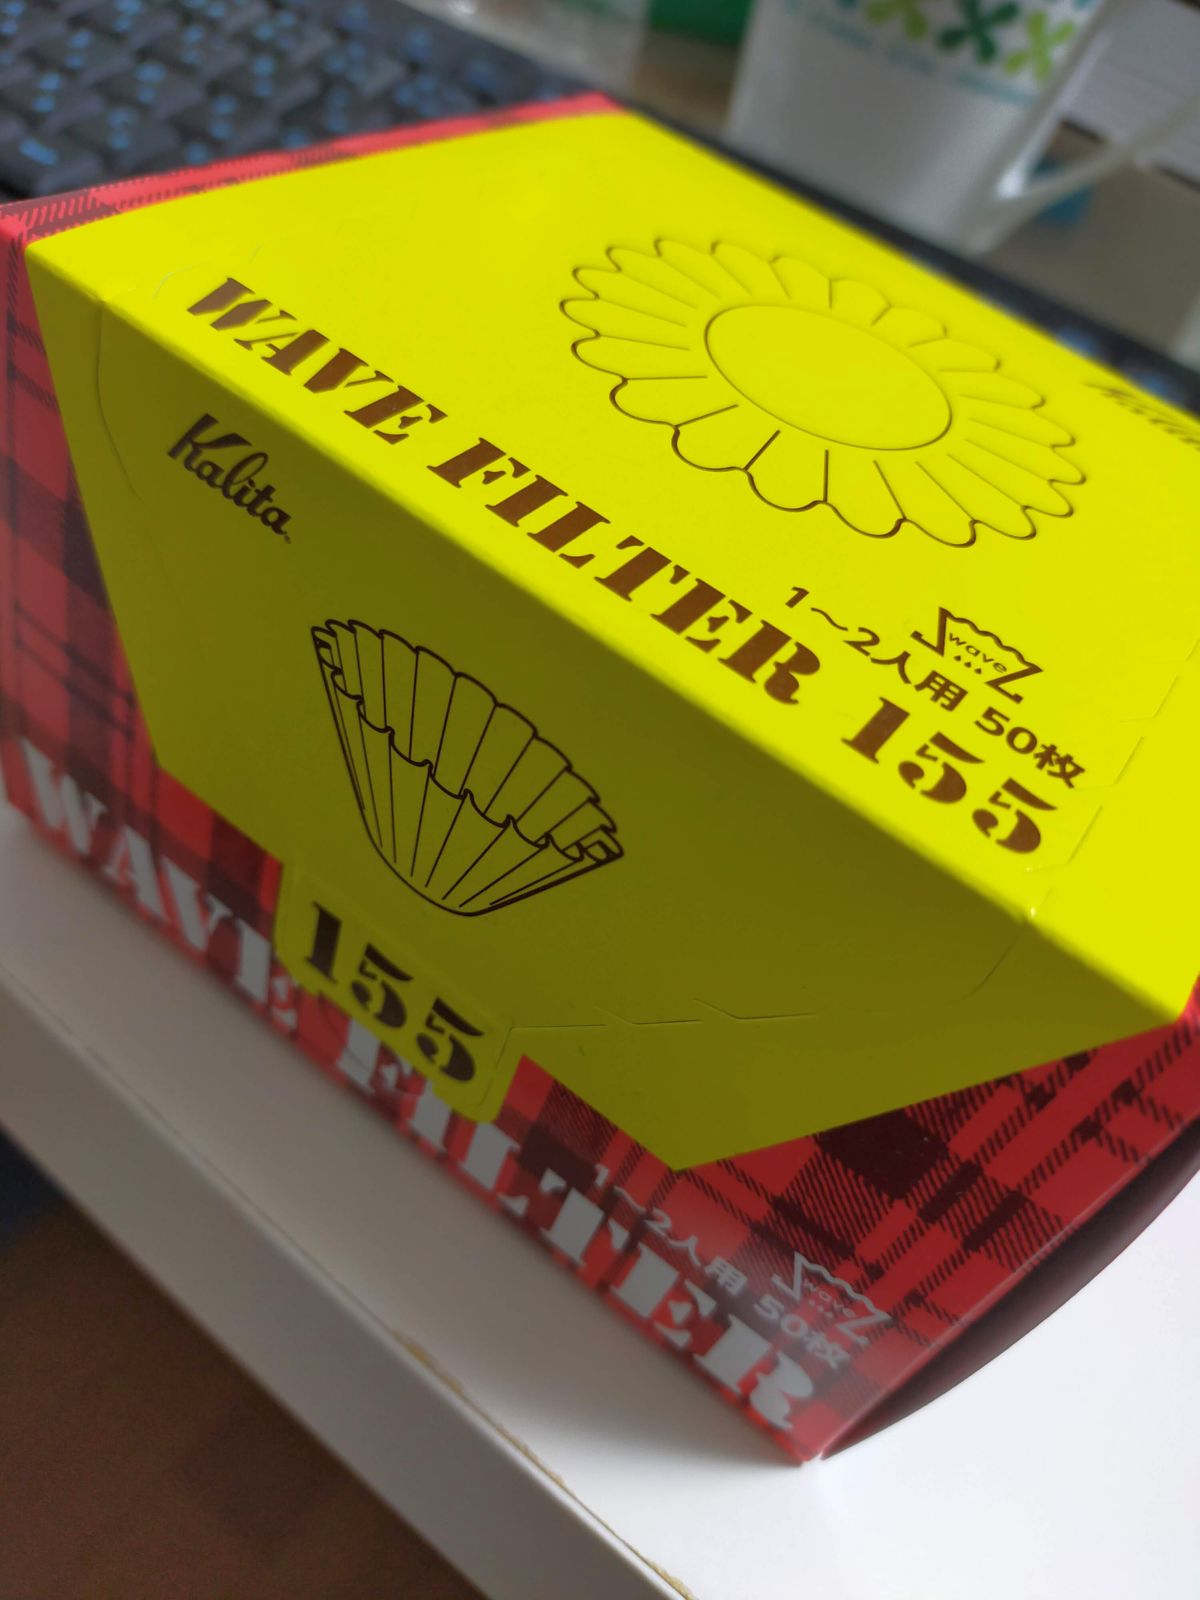 WAVE FILTER 155
1〜2人用 50枚
wave
Kalita
155
WAVE FILTER
1〜2人用 50枚
wave